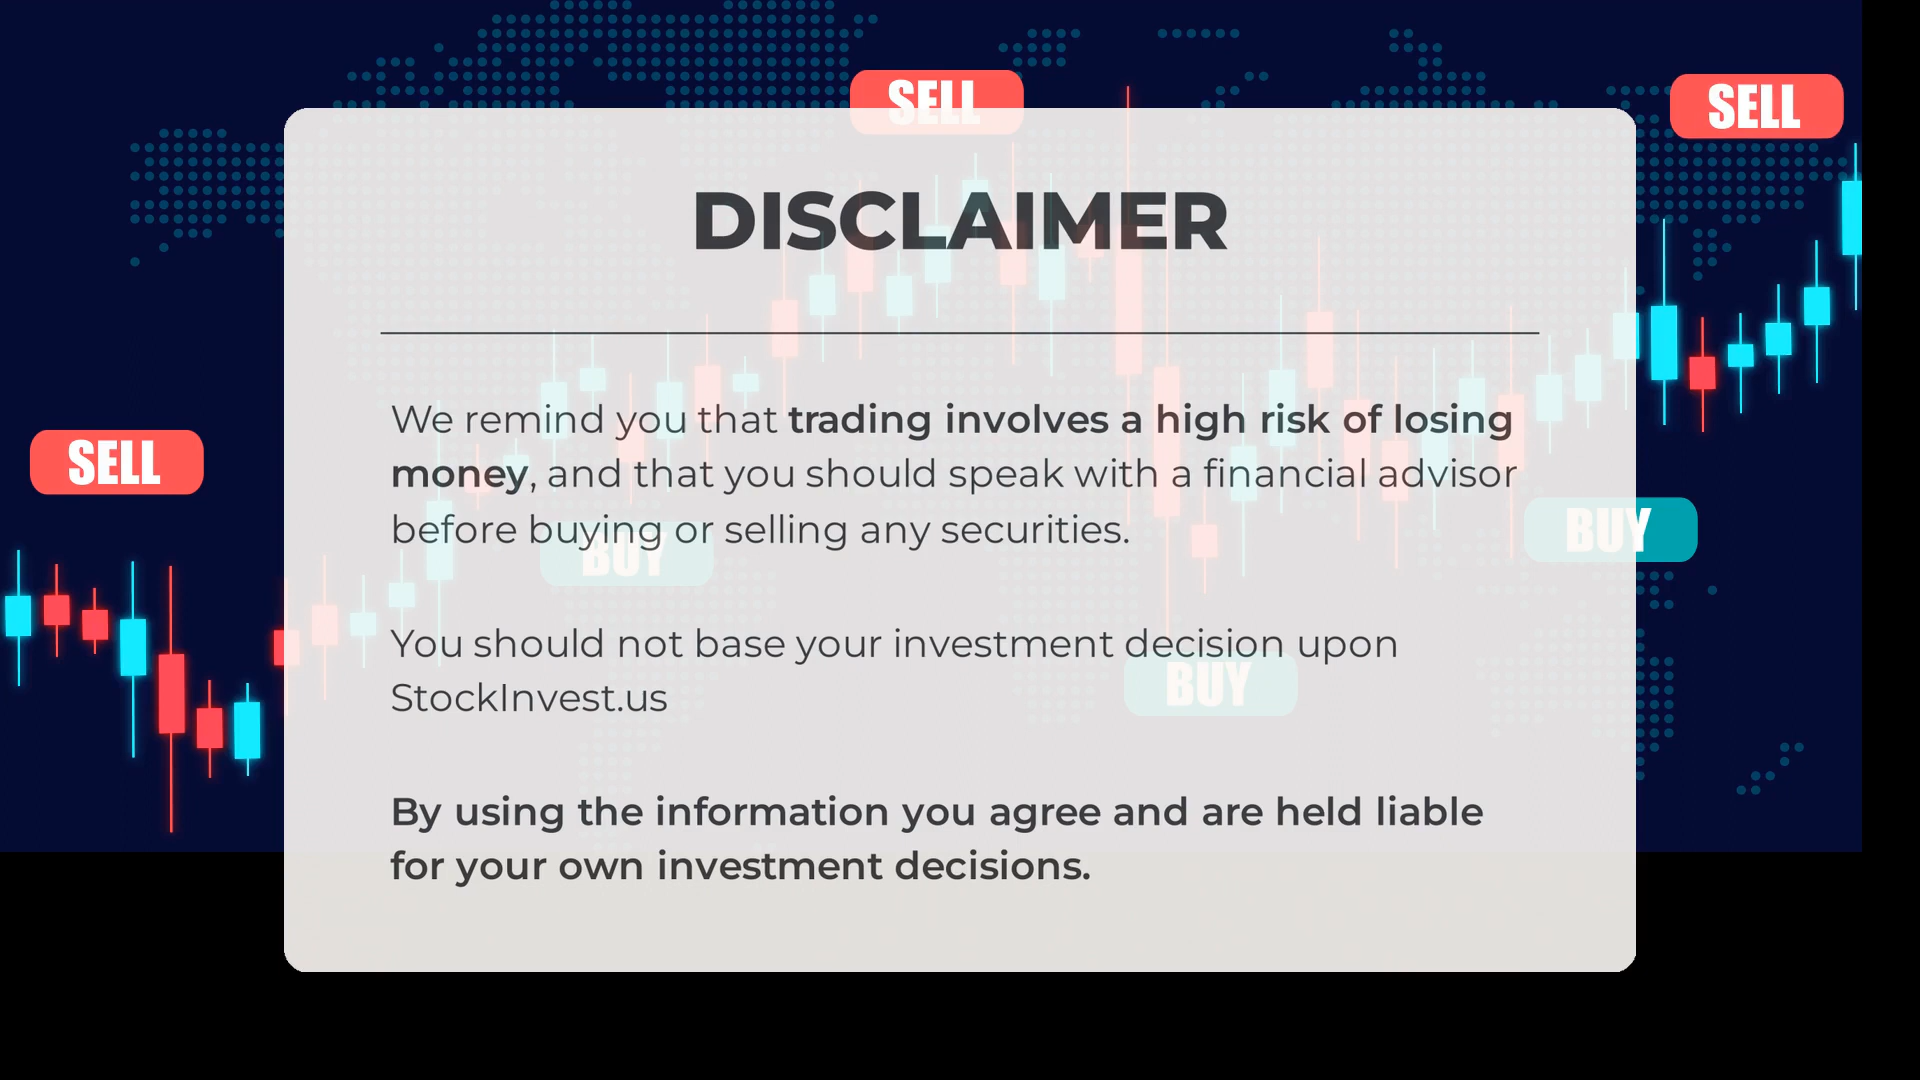 SELL
SELL
DISCLAIMER
We remind you that trading involves a high risk of losing
money, and that you should speak with a financial advisor
before buying or selling any securities.
SELL
BUY
BUY
You should not base your investment decision upon
StockInvest.us
BUY
By using the information you agree and are held liable
for your own investment decisions.